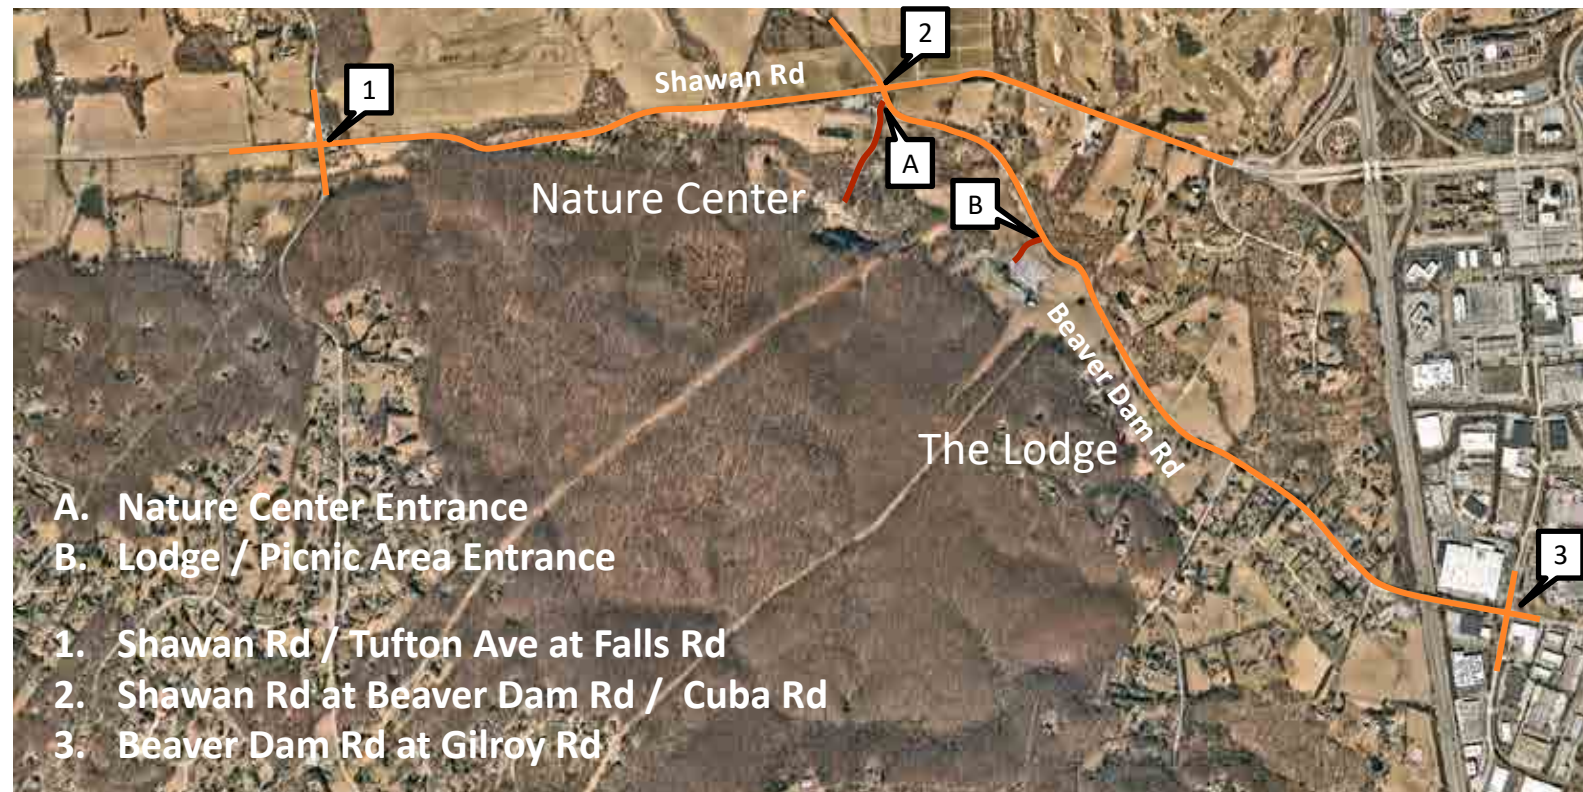 2
1
Shawan Rd
A
Nature Center
B
Beaver Dam Rd
The Lodge
A. Nature Center Entrance
B. Lodge / Picnic Area Entrance
3
1. Shawan Rd / Tufton Ave at Falls Rd
2. Shawan Rd at Beaver Dam Rd / Cuba Rd
3. Beaver Dam Rd at Gilroy Rd